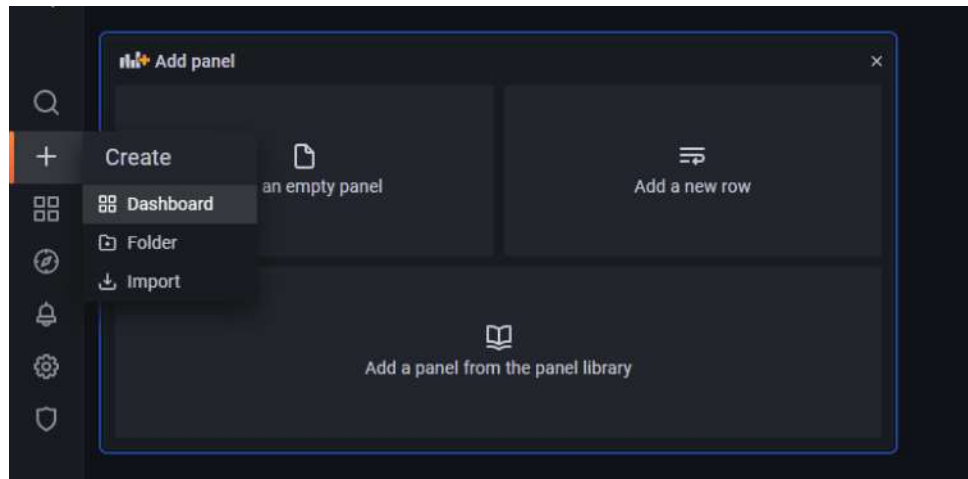 Add panel
Create
an empty panel
Add a new row
Dashboard
Folder
Import
Add a panel from the panel library